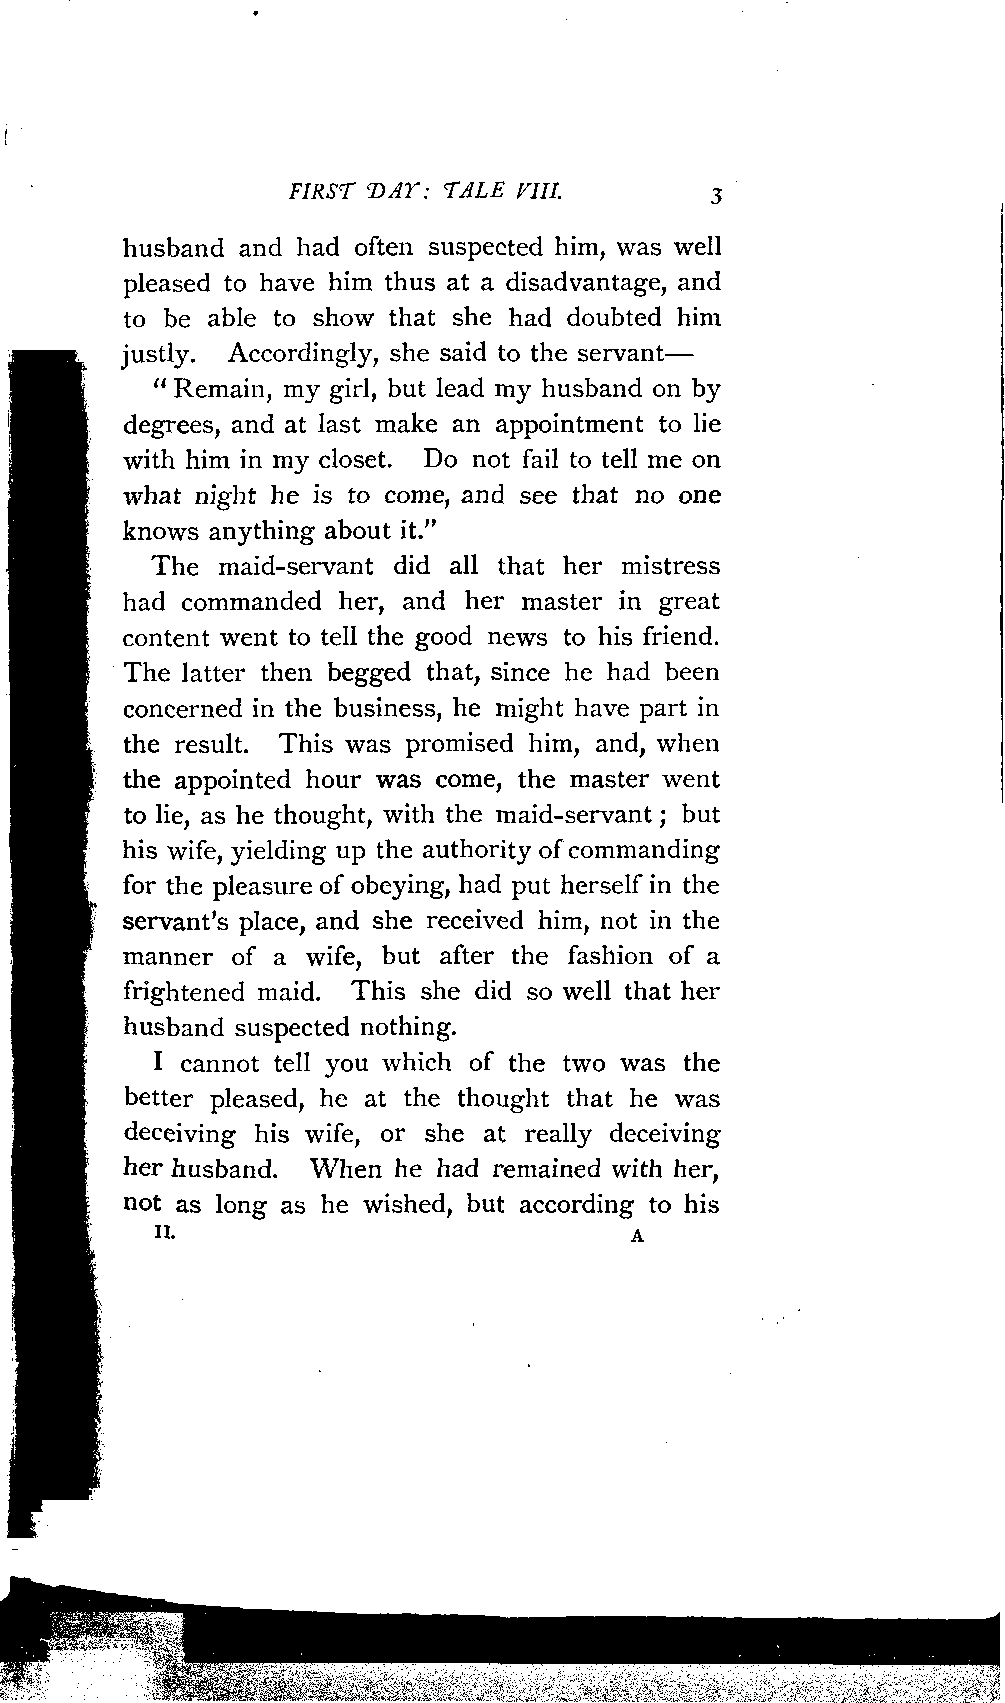 FIRST DAY: TALE VIII. 3
husband and had often suspected him, was well
pleased to have him thus at a disadvantage, and
to be able to show that she had doubted him
justly. Accordingly, she said to the servant—
"Remain, my girl, but lead my husband on by
degrees, and at last make an appointment to lie
with him in my closet. Do not fail to tell me on
what night he is to come, and see that no one
knows anything about it."
The maid-servant did all that her mistress
had commanded her, and her master in great
content went to tell the good news to his friend.
The latter then begged that, since he had been
concerned in the business, he might have part in
the result. This was promised him, and, when
the appointed hour was come, the master went
to lie, as he thought, with the maid-servant; but
his wife, yielding up the authority of commanding
for the pleasure of obeying, had put herself in the
servant's place, and she received him, not in the
manner of a wife, but after the fashion of a
frightened maid. This she did so well that her
husband suspected nothing.
I cannot tell you which of the two was the
better pleased, he at the thought that he was
deceiving his wife, or she at really deceiving
her husband. When he had remained with her,
not as long as he wished, but according to his
II. A